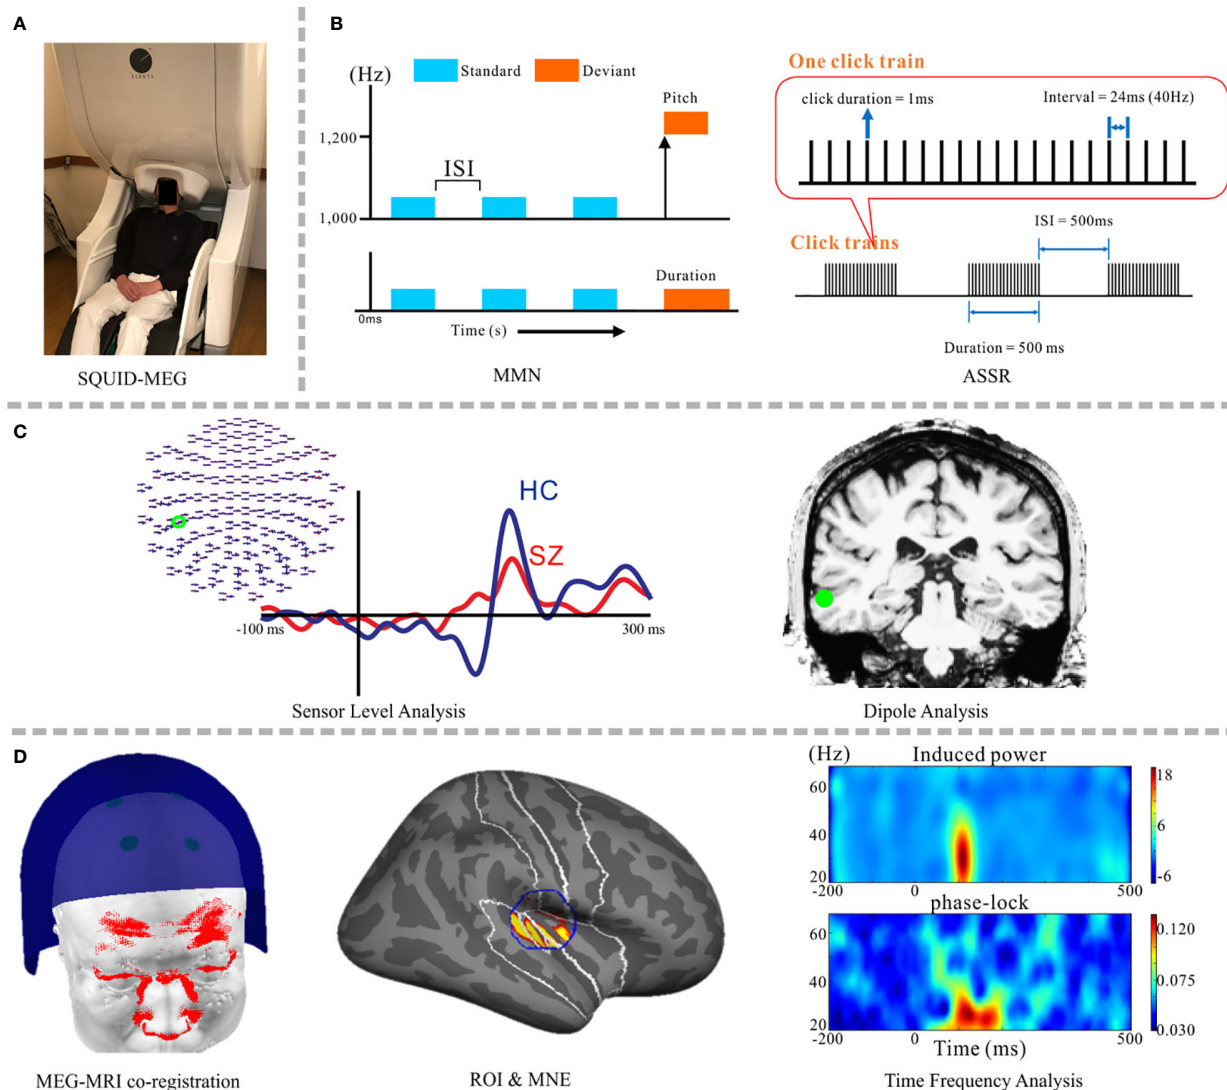 A
ELEKTA
SQUID-MEG
B
(Hz)
Standard
Deviant
Pitch
1,200
ISI
1,000
Duration
0ms
Time (s)
MMN
One click train
click duration = 1ms
Interval = 24ms (40Hz)
ISI = 500ms
Click trains
Duration = 500 ms
ASSR
C
HC
SZ
-100 ms
300 ms
Sensor Level Analysis
Dipole Analysis
D
MEG-MRI co-registration
ROI & MNE
(Hz)
Induced power
60
40
20
-200
0
500
18
6
-6
phase-lock
60
40
20
-200
0
500
0.120
0.075
0.030
Time (ms)
Time Frequency Analysis